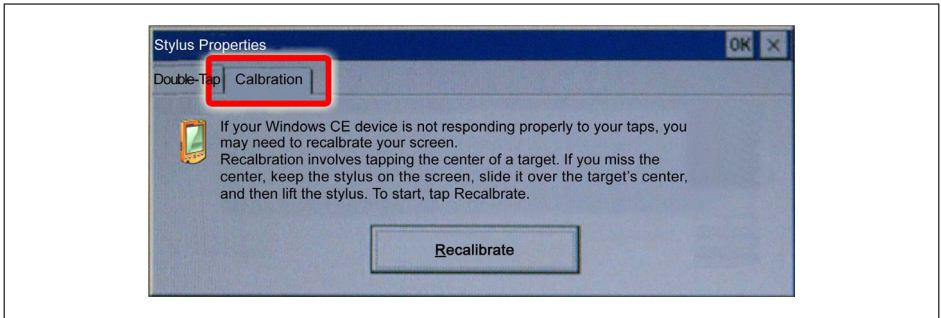 Stylus Properties
OK ×
Double-Tap Calbration
If your Windows CE device is not responding properly to your taps, you
may need to recalbrate your screen.
Recalbration involves tapping the center of a target. If you miss the
center, keep the stylus on the screen, slide it over the target's center,
and then lift the stylus. To start, tap Recalbrate.
Recalibrate